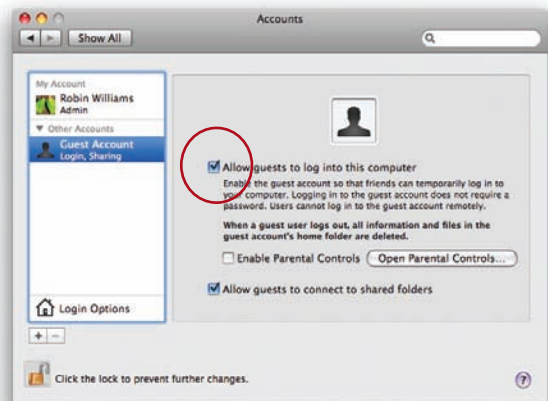 Accounts
Show All
My Account
Robin Williams
Admin
Other Accounts
Guest Account
Login, Sharing
Login Options
Allow guests to log into this computer
Enable the guest account so that friends can temporarily log in to
your computer. Logging in to the guest account does not require a
password. Users cannot log in to the guest account remotely.
When a guest user logs out, all information and files in the
guest account's home folder are deleted.
Enable Parental Controls
Open Parental Controls...
Allow guests to connect to shared folders
+ −
Click the lock to prevent further changes.
?